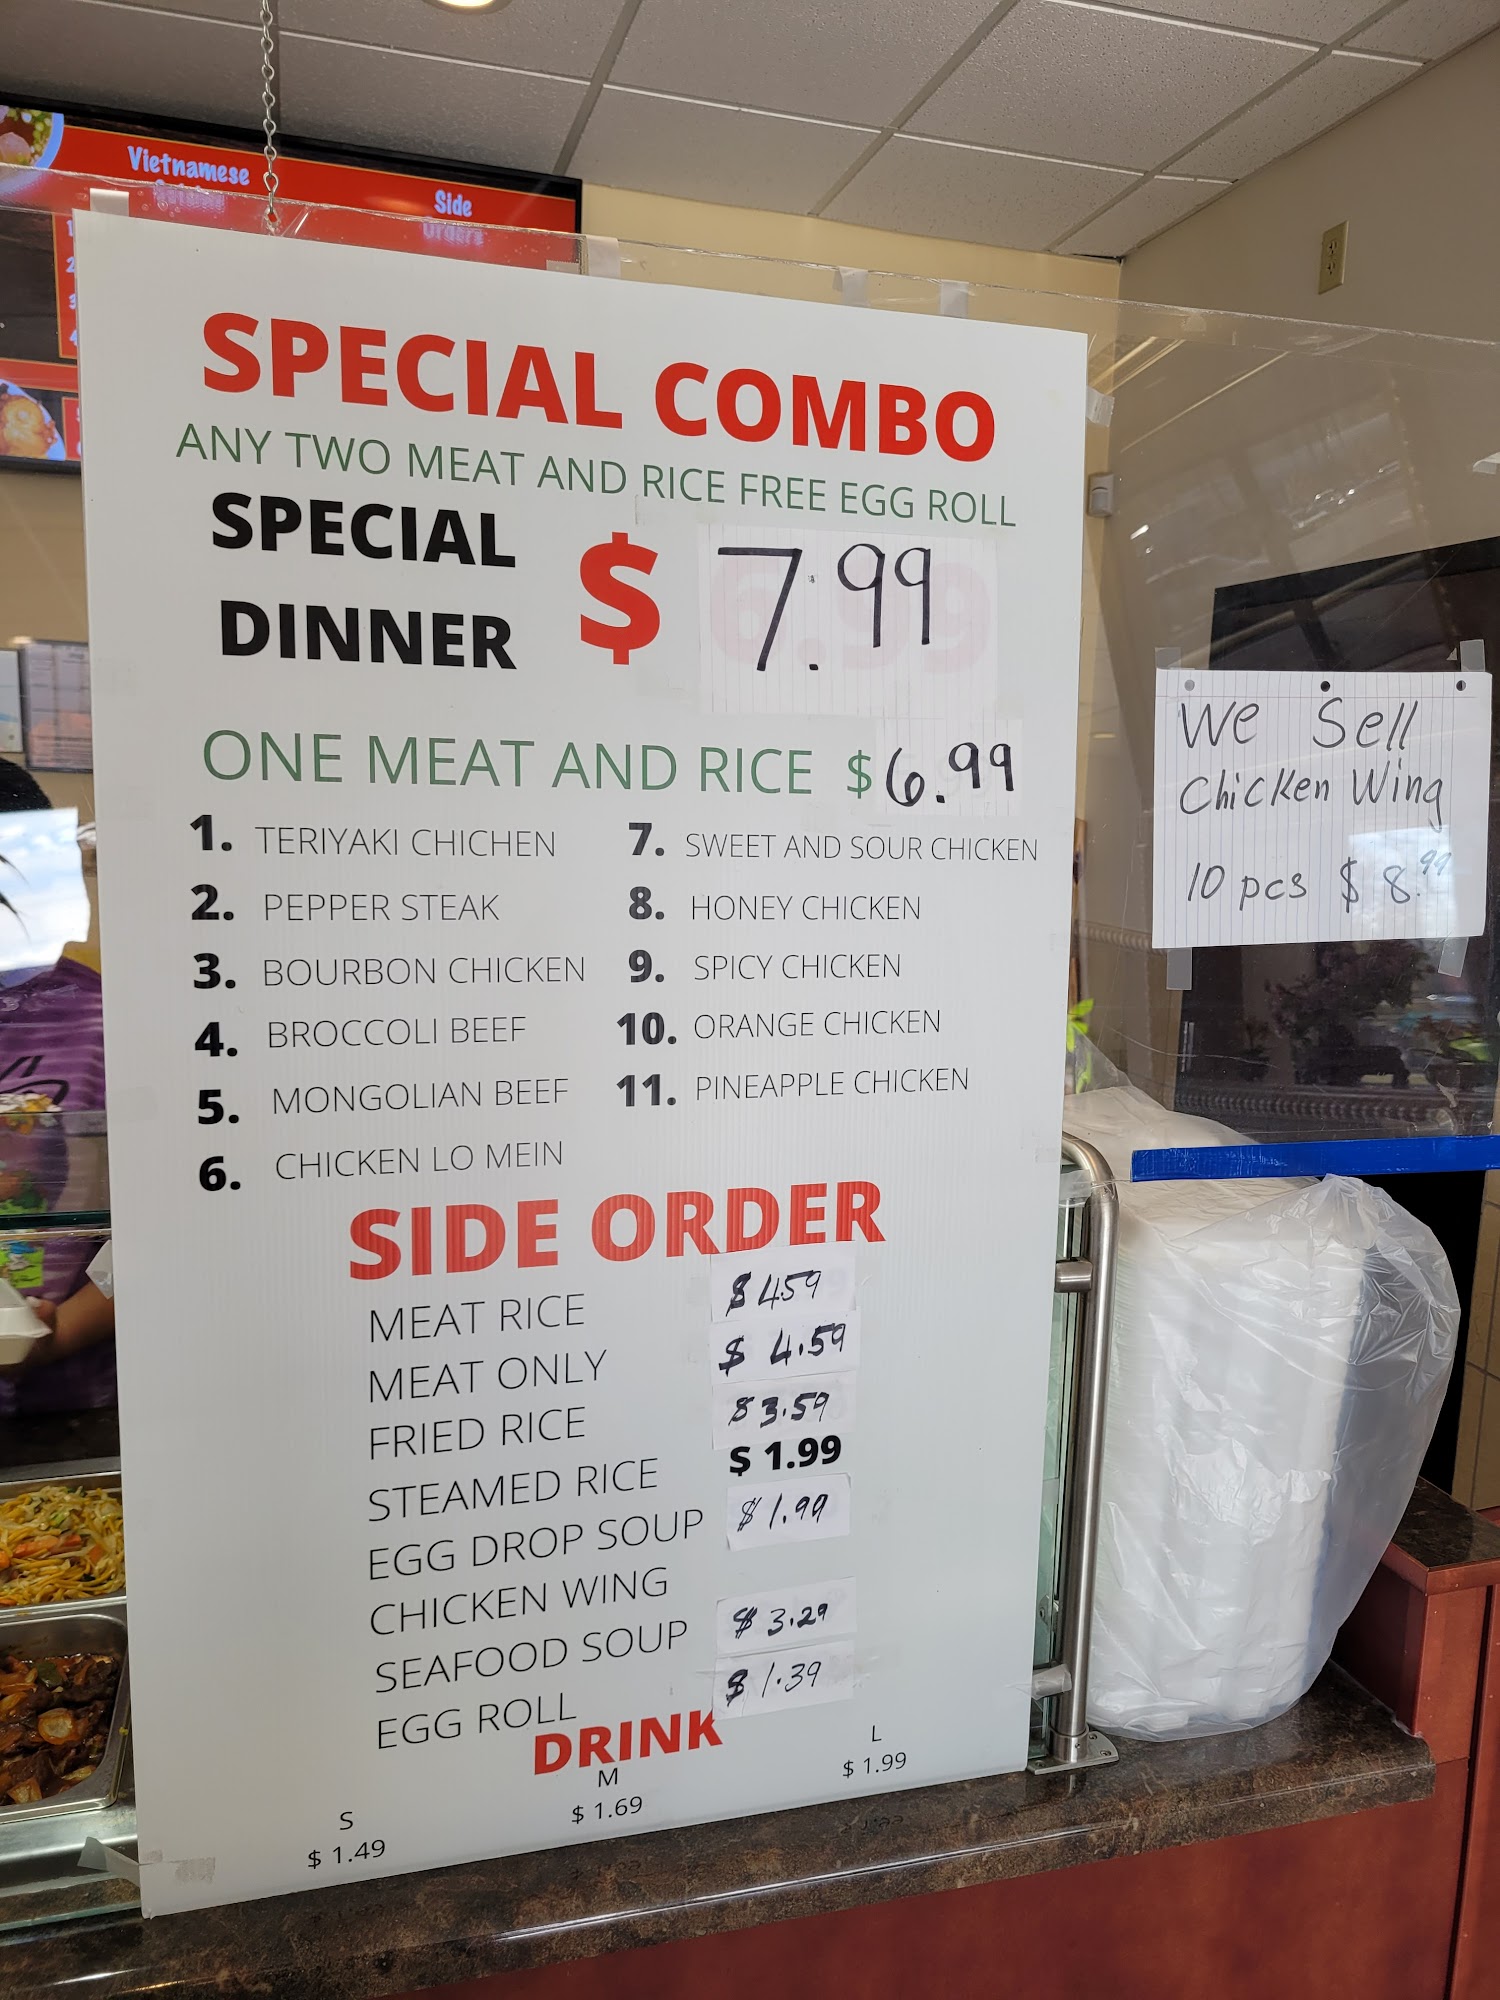 Vietnamese
Side
Orders
SPECIAL COMBO
ANY TWO MEAT AND RICE FREE EGG ROLL
SPECIAL
DINNER
$ 7.99
ONE MEAT AND RICE $6.99
1. TERIYAKI CHICHEN
2. PEPPER STEAK
3. BOURBON CHICKEN
4. BROCCOLI BEEF
5. MONGOLIAN BEEF
6. CHICKEN LO MEIN
7. SWEET AND SOUR CHICKEN
8. HONEY CHICKEN
9. SPICY CHICKEN
10. ORANGE CHICKEN
11. PINEAPPLE CHICKEN
SIDE ORDER
MEAT RICE $4.59
MEAT ONLY $4.59
FRIED RICE $3.59
STEAMED RICE $1.99
EGG DROP SOUP $1.99
CHICKEN WING
SEAFOOD SOUP $3.29
EGG ROLL $1.39
DRINK
S M L
$1.49 $1.69 $1.99
We Sell
Chicken Wing
10 pcs $8.99